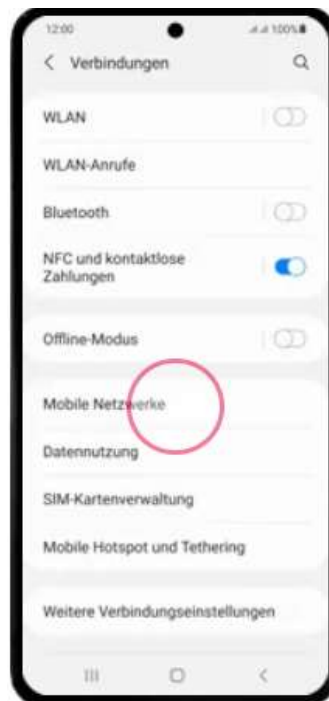 12:00
100%
Verbindungen
WLAN
WLAN-Anrufe
Bluetooth
NFC und kontaktlose
Zahlungen
Offline-Modus
Mobile Netzwerke
Datennutzung
SIM-Kartenverwaltung
Mobile Hotspot und Tethering
Weitere Verbindungseinstellungen